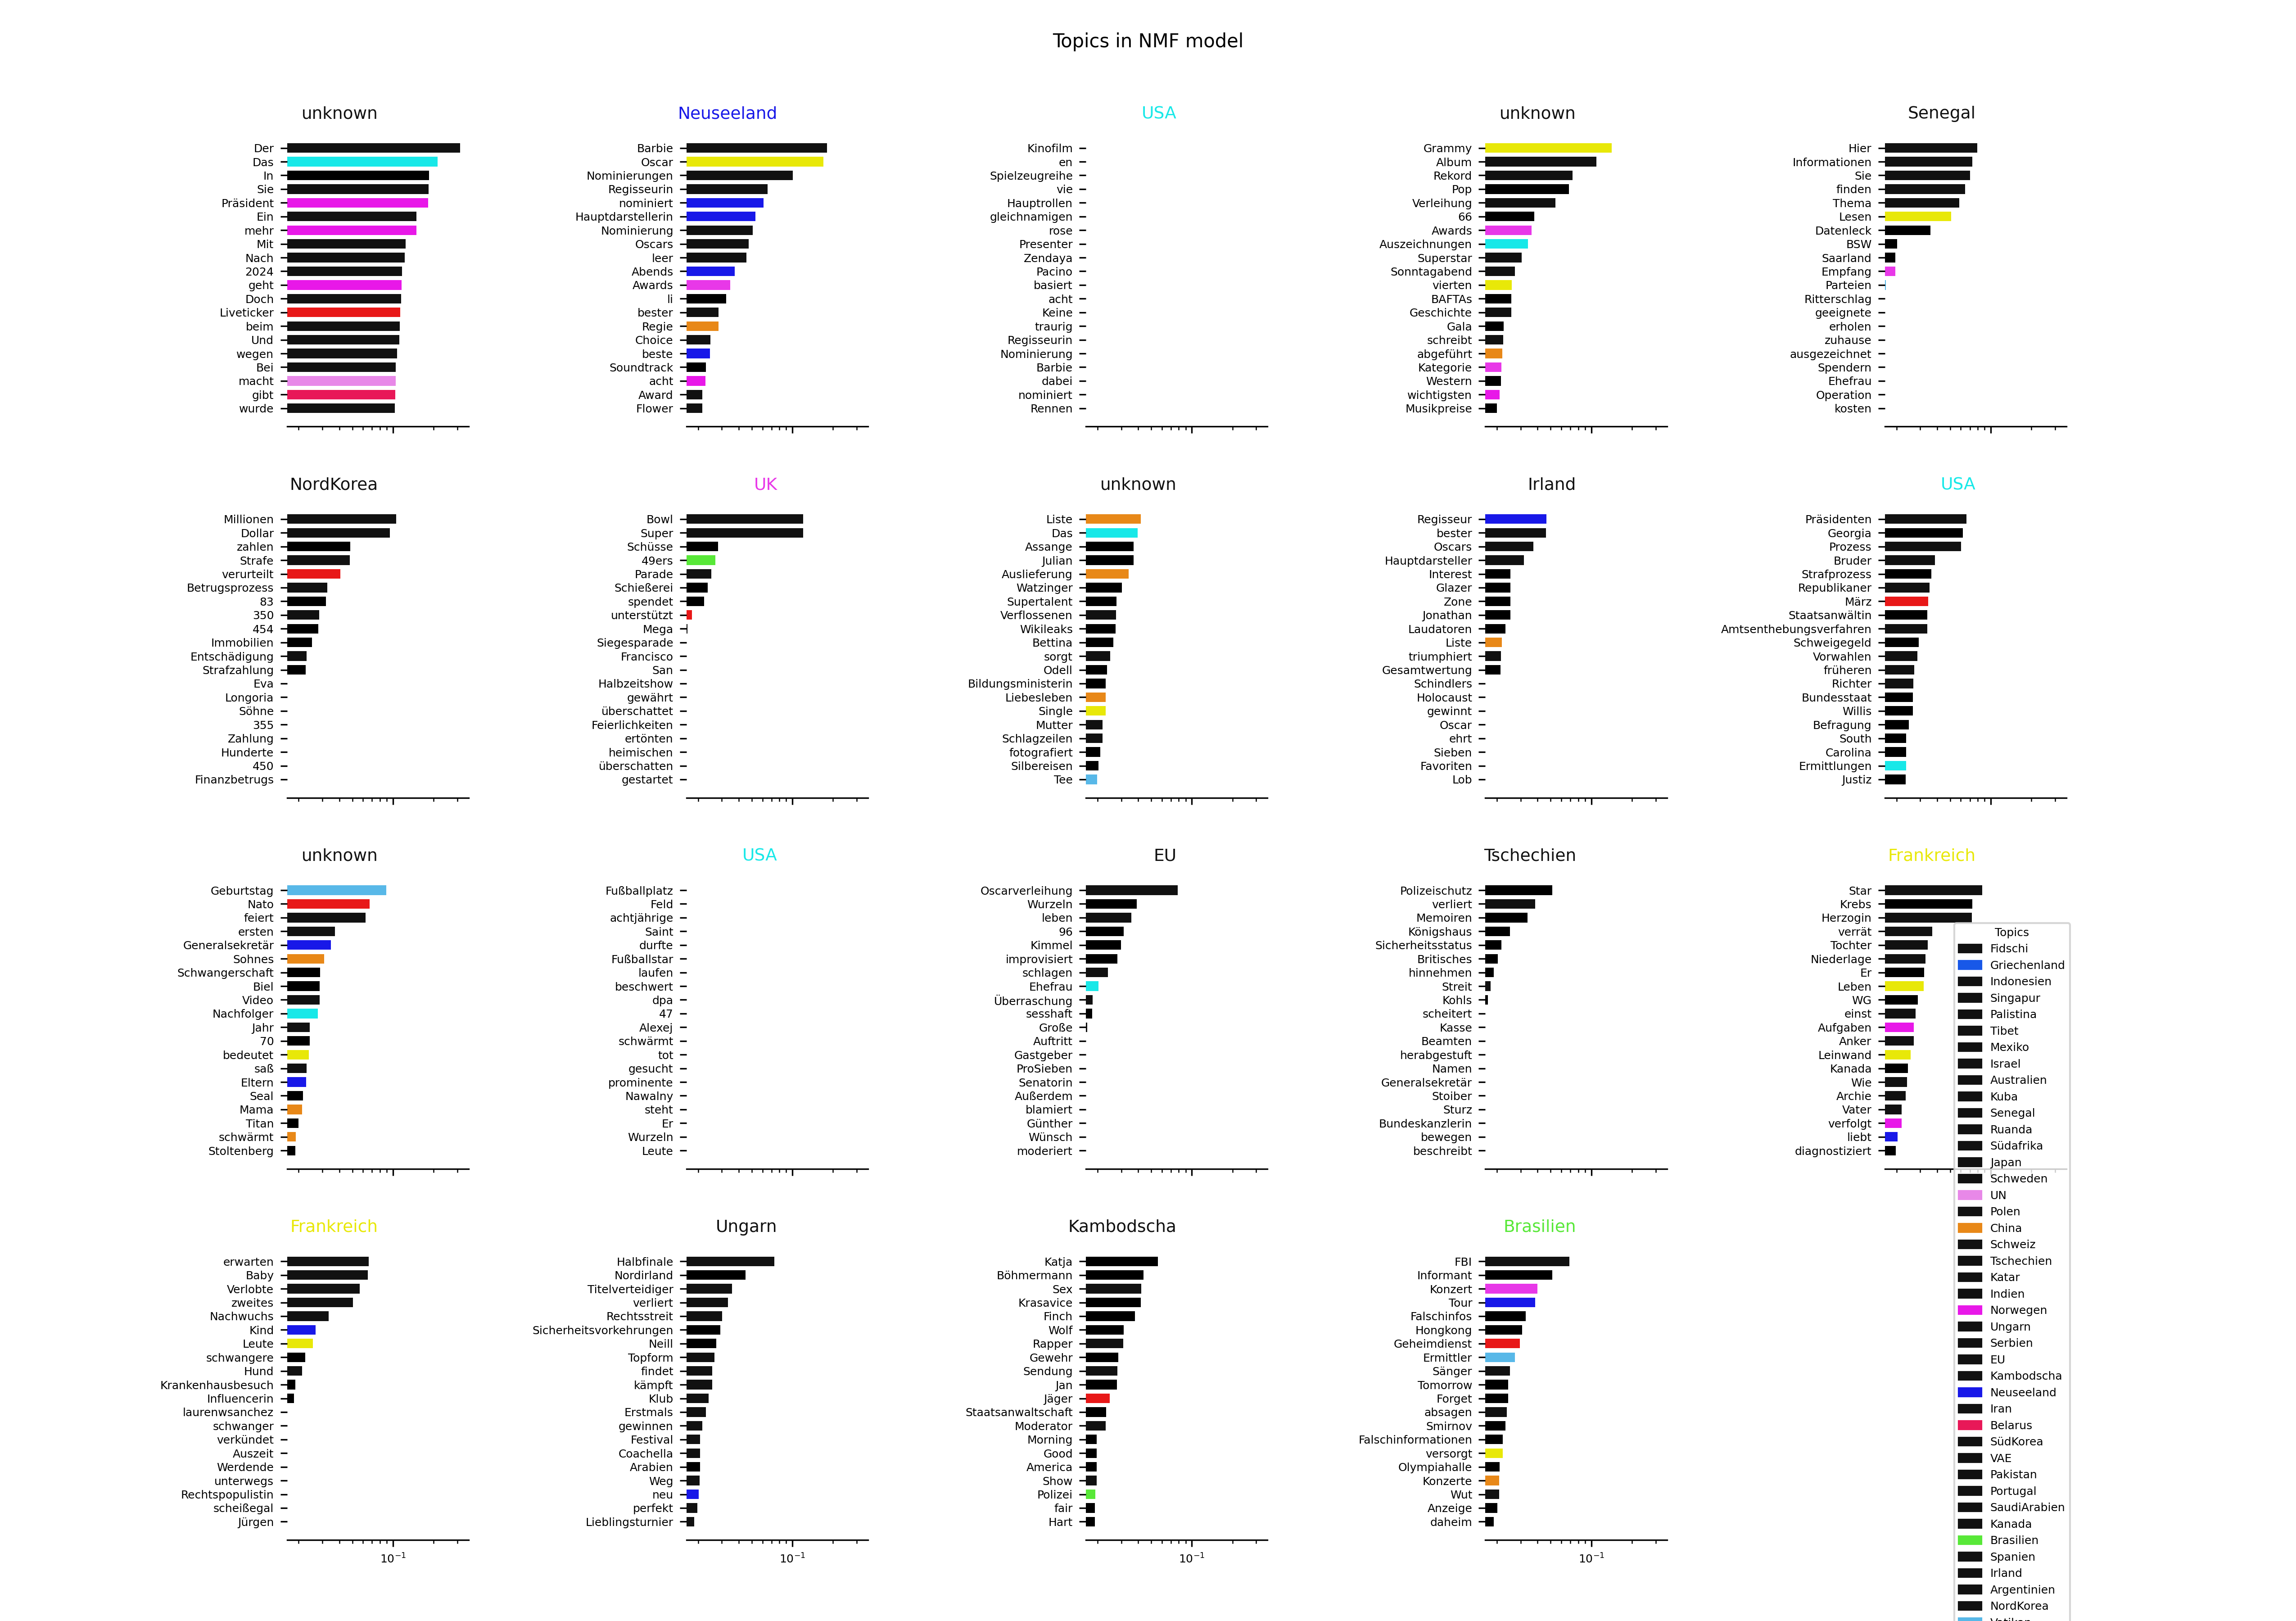 Topics in NMF model
unknown
Der
Das
In
Sie
Präsident
Ein
mehr
Mit
Nach
2024
geht
Doch
Liveticker
beim
Und
wegen
Bei
macht
gibt
wurde
Neuseeland
Barbie
Oscar
Nominierungen
Regisseurin
nominiert
Hauptdarstellerin
Nominierung
Oscars
leer
Abends
Awards
li
bester
Regie
Choice
beste
Soundtrack
acht
Award
Flower
USA
Kinofilm
en
Spielzeugreihe
vie
Hauptrollen
gleichnamigen
rose
Presenter
Zendaya
Pacino
basiert
acht
Keine
traurig
Regisseurin
Nominierung
Barbie
dabei
nominiert
Rennen
unknown
Grammy
Album
Rekord
Pop
Verleihung
66
Awards
Auszeichnungen
Superstar
Sonntagabend
vierten
BAFTAs
Geschichte
Gala
schreibt
abgeführt
Kategorie
Western
wichtigsten
Musikpreise
Senegal
Hier
Informationen
Sie
finden
Thema
Lesen
Datenleck
BSW
Saarland
Empfang
Parteien
Ritterschlag
geeignete
erholen
zuhause
ausgezeichnet
Spendern
Ehefrau
Operation
kosten
NordKorea
Millionen
Dollar
zahlen
Strafe
verurteilt
Betrugsprozess
83
350
454
Immobilien
Entschädigung
Strafzahlung
Eva
Longoria
Söhne
355
Zahlung
Hunderte
450
Finanzbetrugs
UK
Bowl
Super
Schüsse
49ers
Parade
Schießerei
spendet
unterstützt
Mega
Siegesparade
Francisco
San
Halbzeitshow
gewährt
überschattet
Feierlichkeiten
ertönten
heimischen
überschatten
gestartet
unknown
Liste
Das
Assange
Julian
Auslieferung
Watzinger
Supertalent
Verflossenen
Wikileaks
Bettina
sorgt
Odell
Bildungsministerin
Liebesleben
Single
Mutter
Schlagzeilen
fotografiert
Silbereisen
Tee
Irland
Regisseur
bester
Oscars
Hauptdarsteller
Interest
Glazer
Zone
Jonathan
Laudatoren
Liste
triumphiert
Gesamtwertung
Schindlers
Holocaust
gewinnt
Oscar
ehrt
Sieben
Favoriten
Lob
USA
Präsidenten
Georgia
Prozess
Bruder
Strafprozess
Republikaner
März
Staatsanwältin
Amtsenthebungsverfahren
Schweigegeld
Vorwahlen
früheren
Richter
Bundesstaat
Willis
Befragung
South
Carolina
Ermittlungen
Justiz
unknown
Geburtstag
Nato
feiert
ersten
Generalsekretär
Sohnes
Schwangerschaft
Biel
Video
Nachfolger
Jahr
70
bedeutet
saß
Eltern
Seal
Mama
Titan
schwärmt
Stoltenberg
USA
Fußballplatz
Feld
achtjährige
Saint
durfte
Fußballstar
laufen
beschwert
dpa
47
Alexej
schwärmt
tot
gesucht
prominente
Nawalny
steht
Er
Wurzeln
Leute
EU
Oscarverleihung
Wurzeln
leben
96
Kimmel
improvisiert
schlagen
Ehefrau
Überraschung
sesshaft
Große
Auftritt
Gastgeber
ProSieben
Senatorin
Außerdem
blamiert
Günther
Wünsch
moderiert
Tschechien
Polizeischutz
verliert
Memoiren
Königshaus
Sicherheitsstatus
Britisches
hinnehmen
Streit
Kohls
scheitert
Kasse
Beamten
herabgestuft
Namen
Generalsekretär
Stoiber
Sturz
Bundeskanzlerin
bewegen
beschreibt
Frankreich
Star
Krebs
Herzogin
verrät
Tochter
Niederlage
Er
Leben
WG
einst
Aufgaben
Anker
Leinwand
Kanada
Wie
Archie
Vater
verfolgt
liebt
diagnostiziert
Frankreich
erwarten
Baby
Verlobte
zweites
Nachwuchs
Kind
Leute
schwangere
Hund
Krankenhausbesuch
Influencerin
laurenwsanchez
schwanger
verkündet
Auszeit
Werdende
unterwegs
Rechtspopulistin
scheißegal
Jürgen
10⁻¹
Ungarn
Halbfinale
Nordirland
Titelverteidiger
verliert
Rechtsstreit
Sicherheitsvorkehrungen
Neill
Topform
findet
kämpft
Klub
Erstmals
gewinnen
Festival
Coachella
Arabien
Weg
neu
perfekt
Lieblingsturnier
10⁻¹
Kambodscha
Katja
Böhmermann
Sex
Krasavice
Finch
Wolf
Rapper
Gewehr
Sendung
Jan
Jäger
Staatsanwaltschaft
Moderator
Morning
Good
America
Show
Polizei
fair
Hart
10⁻¹
Brasilien
FBI
Informant
Konzert
Tour
Falschinfos
Hongkong
Geheimdienst
Ermittler
Sänger
Tomorrow
Forget
absagen
Smirnov
Falschinformationen
versorgt
Olympiahalle
Konzerte
Wut
Anzeige
daheim
10⁻¹
Topics
Fidschi
Griechenland
Indonesien
Singapur
Palistina
Tibet
Mexiko
Israel
Australien
Kuba
Senegal
Ruanda
Südafrika
Japan
Schweden
UN
Polen
China
Schweiz
Tschechien
Katar
Indien
Norwegen
Ungarn
Serbien
EU
Kambodscha
Neuseeland
Iran
Belarus
SüdKorea
VAE
Pakistan
Portugal
SaudiArabien
Kanada
Brasilien
Spanien
Irland
Argentinien
NordKorea